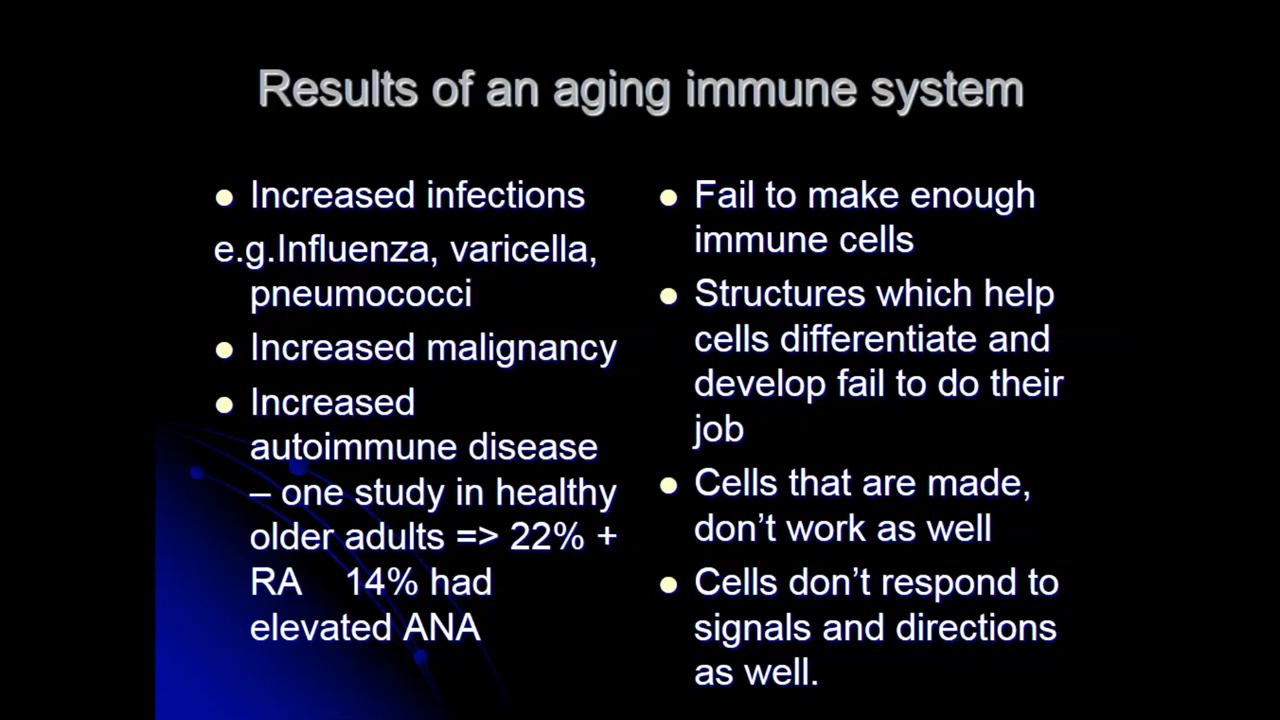 Results of an aging immune system
● Increased infections
e.g.Influenza, varicella,
pneumococci
● Increased malignancy
● Increased
autoimmune disease
– one study in healthy
older adults => 22% +
RA 14% had
elevated ANA
● Fail to make enough
immune cells
● Structures which help
cells differentiate and
develop fail to do their
job
● Cells that are made,
don’t work as well
● Cells don’t respond to
signals and directions
as well.